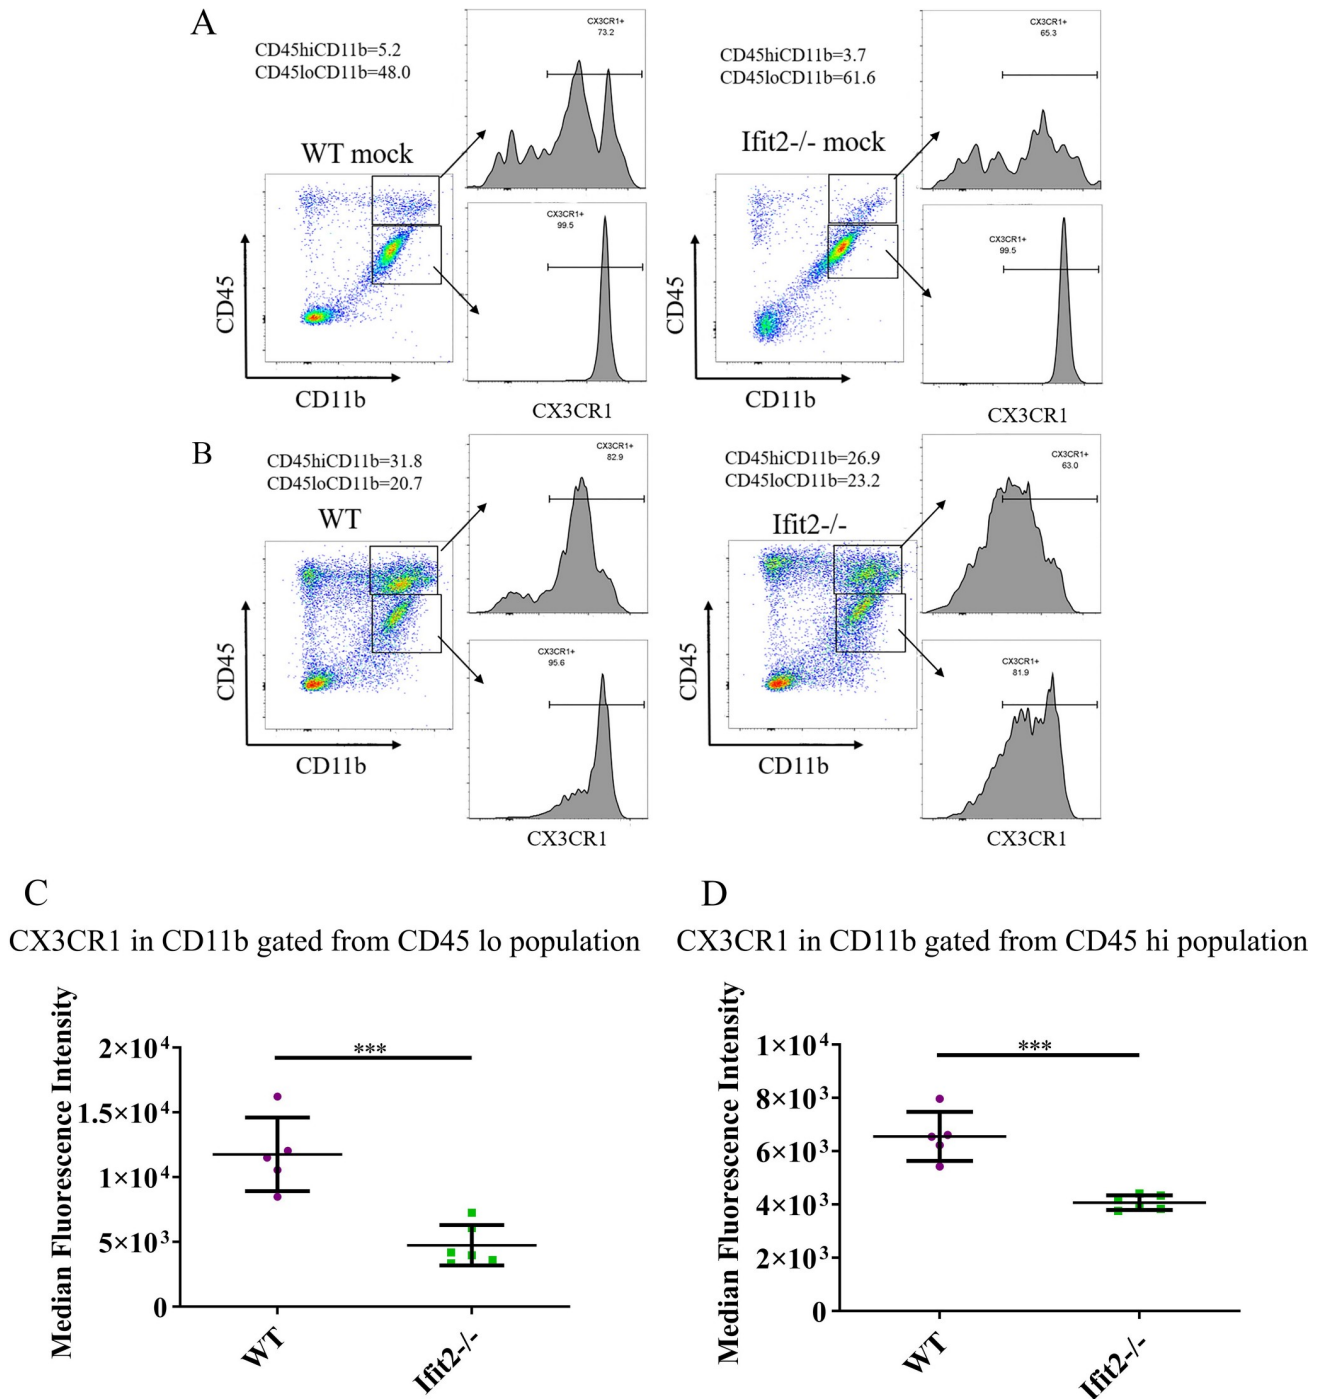 A
CD45hiCD11b=5.2
CD45loCD11b=48.0
WT mock
CD45
CD11b
CX3CR1+
73.2
CX3CR1+
99.5
CX3CR1
CD45hiCD11b=3.7
CD45loCD11b=61.6
Ifit2-/- mock
CD45
CD11b
CX3CR1+
65.3
CX3CR1+
99.5
CX3CR1
B
CD45hiCD11b=31.8
CD45loCD11b=20.7
WT
CD45
CD11b
CX3CR1+
82.9
CX3CR1+
95.6
CX3CR1
CD45hiCD11b=26.9
CD45loCD11b=23.2
Ifit2-/-
CD45
CD11b
CX3CR1+
63.0
CX3CR1+
81.9
CX3CR1
C
CX3CR1 in CD11b gated from CD45 lo population
Median Fluorescence Intensity
2×10⁴
1.5×10⁴
1×10⁴
5×10³
0
***
WT
Ifit2-/-
D
CX3CR1 in CD11b gated from CD45 hi population
Median Fluorescence Intensity
1×10⁴
8×10³
6×10³
4×10³
2×10³
0
***
WT
Ifit2-/-